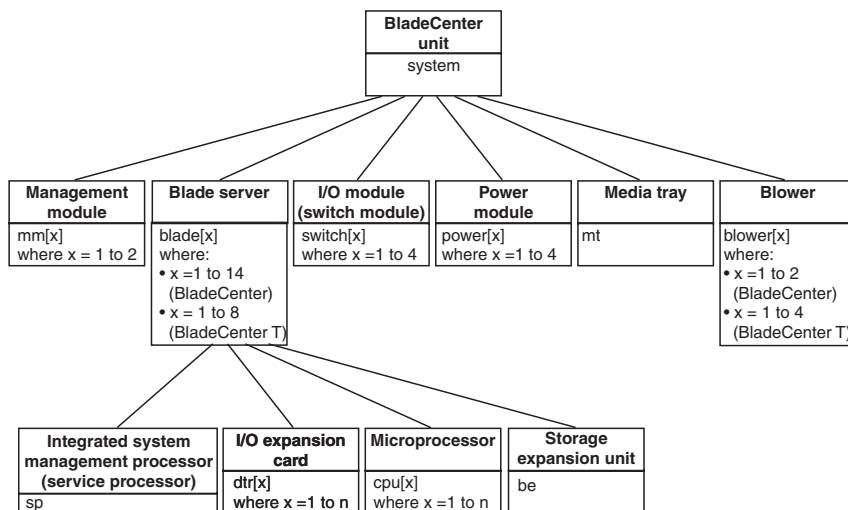 BladeCenter
unit
system
Management
module
mm[x]
where x = 1 to 2
Blade server
blade[x]
where:
• x =1 to 14
(BladeCenter)
• x = 1 to 8
(BladeCenter T)
I/O module
(switch module)
switch[x]
where x =1 to 4
Power
module
power[x]
where x =1 to 4
Media tray
mt
Blower
blower[x]
where:
• x =1 to 2
(BladeCenter)
• x = 1 to 4
(BladeCenter T)
Integrated system
management processor
(service processor)
sp
I/O expansion
card
dtr[x]
where x =1 to n
Microprocessor
cpu[x]
where x =1 to n
Storage
expansion unit
be